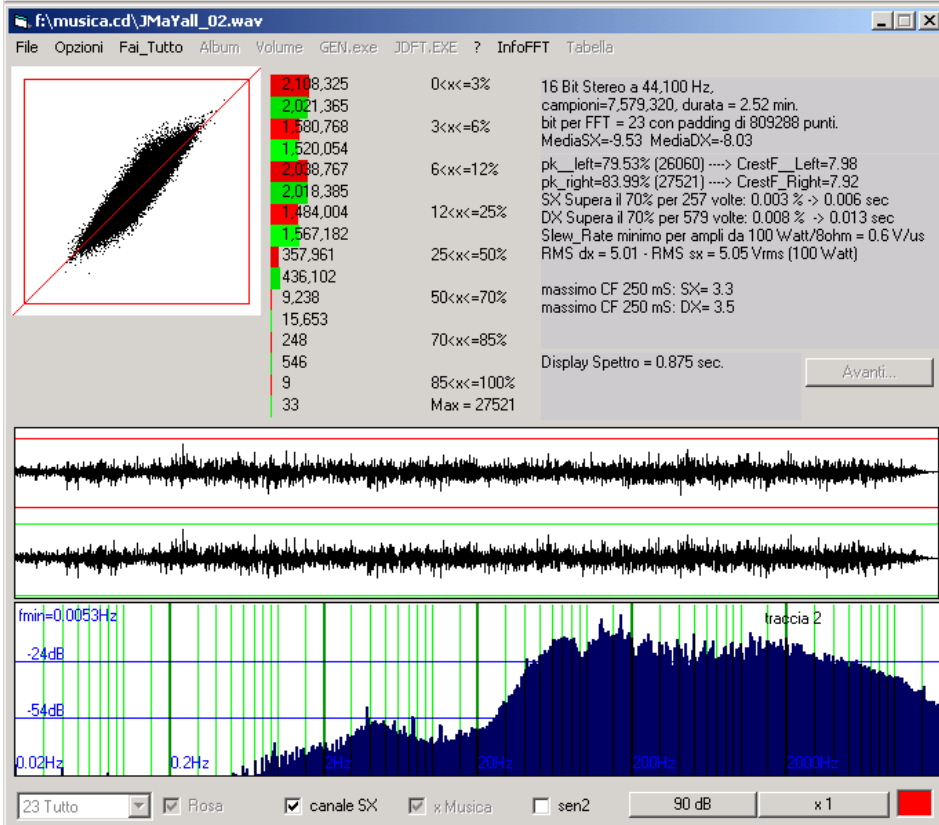 f:\musica.cd\JMaYall_02.wav
File Opzioni Fai_Tutto Album Volume GEN.exe JDFT.EXE ? InfoFFT Tabella
2,108,325 0<x<=3%
2,021,365
1,580,768 3<x<=6%
1,520,054
2,038,767 6<x<=12%
2,018,385
1,484,004 12<x<=25%
1,567,182
357,961 25<x<=50%
436,102
9,238 50<x<=70%
15,653
248 70<x<=85%
546
9 85<x<=100%
33 Max = 27521
16 Bit Stereo a 44,100 Hz,
campioni=7,579,320, durata = 2.52 min.
bit per FFT = 23 con padding di 809288 punti.
MediaSX=-9.53 MediaDX=-8.03
pk__left=79.53% (26060) ----> CrestF__Left=7.98
pk_right=83.99% (27521) ----> CrestF_Right=7.92
SX Supera il 70% per 257 volte: 0.003 % -> 0.006 sec
DX Supera il 70% per 579 volte: 0.008 % -> 0.013 sec
Slew_Rate minimo per ampli da 100 Watt/8ohm = 0.6 V/us
RMS dx = 5.01 - RMS sx = 5.05 Vrms (100 Watt)
massimo CF 250 mS: SX= 3.3
massimo CF 250 mS: DX= 3.5
Display Spettro = 0.875 sec.
Avanti...
fmin=0.0053Hz
traccia 2
-24dB
-54dB
0.02Hz 0.2Hz 2Hz 20Hz 200Hz 2000Hz
23 Tutto Rosa canale SX x Musica sen2 90 dB x 1